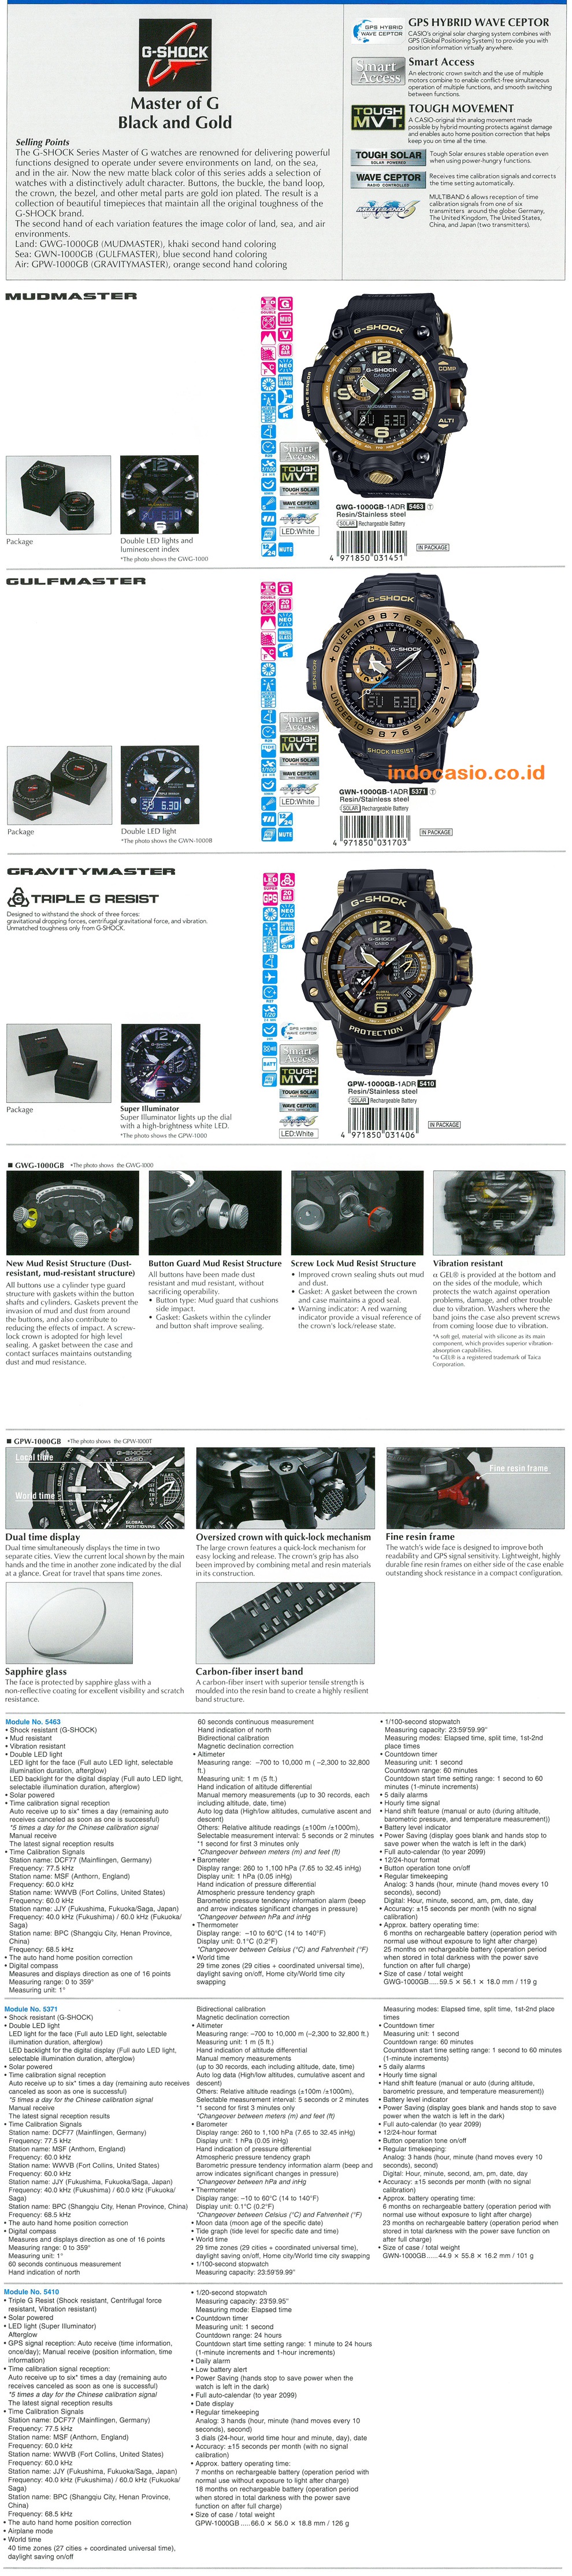 G-SHOCK
Master of G
Black and Gold
Selling Points
The G-SHOCK Series Master of G watches are renowned for delivering powerful
functions designed to operate under severe environments on land, on the sea,
and in the air. Now the new matte black color of this series adds a selection of
watches with a distinctively adult character. Buttons, the buckle, the band loop,
the crown, the bezel, and other metal parts are gold ion plated. The result is a
collection of beautiful timepieces that maintain all the original toughness of the
G-SHOCK brand.
The second hand of each variation features the image color of land, sea, and air
environments.
Land: GWG-1000GB (MUDMASTER), khaki second hand coloring
Sea: GWN-1000GB (GULFMASTER), blue second hand coloring
Air: GPW-1000GB (GRAVITYMASTER), orange second hand coloring
GPS HYBRID
WAVE CEPTOR
GPS HYBRID WAVE CEPTOR
CASIO's original solar charging system combines with
GPS (Global Positioning System) to provide you with
position information virtually anywhere.
Smart Access
Smart Access
An electronic crown switch and the use of multiple
motors combine to enable conflict-free simultaneous
operation of multiple functions, and smooth switching
between functions.
TOUGH MVT.
TOUGH MOVEMENT
A CASIO-original thin analog movement made
possible by hybrid mounting protects against damage
and enables auto home position correction that helps
keep you on time all the time.
TOUGH SOLAR
SOLAR POWERED
Tough Solar ensures stable operation even
when using power-hungry functions.
WAVE CEPTOR
RADIO CONTROLLED
Receives time calibration signals and corrects
the time setting automatically.
MULTIBAND 6 allows reception of time
calibration signals from one of six
transmitters around the globe: Germany,
The United Kingdom, The United States,
China, and Japan (two transmitters).
MUDMASTER
Package
Double LED lights and
luminescent index
*The photo shows the GWG-1000
GWG-1000GB-1ADR 5463
Resin/Stainless steel
SOLAR Rechargeable Battery
LED:White
IN PACKAGE
4 971850 031451
GULFMASTER
Package
Double LED light
*The photo shows the GWN-1000B
indocasio.co.id
GWN-1000GB-1ADR 5371
Resin/Stainless steel
SOLAR Rechargeable Battery
LED:White
IN PACKAGE
4 971850 031703
GRAVITYMASTER
TRIPLE G RESIST
Designed to withstand the shock of three forces:
gravitational dropping forces, centrifugal gravitational force, and vibration.
Unmatched toughness only from G-SHOCK.
Package
Super Illuminator
Super Illuminator lights up the dial
with a high-brightness white LED.
*The photo shows the GPW-1000
GPW-1000GB-1ADR 5410
Resin/Stainless steel
SOLAR Rechargeable Battery
LED:White
IN PACKAGE
4 971850 031406
■ GWG-1000GB *The photo shows the GWG-1000
New Mud Resist Structure (Dust-
resistant, mud-resistant structure)
All buttons use a cylinder type guard
structure with gaskets within the button
shafts and cylinders. Gaskets prevent the
invasion of mud and dust from around
the buttons, and also contribute to
reducing the effects of impact. A screw-
lock crown is adopted for high level
sealing. A gasket between the case and
contact surfaces maintains outstanding
dust and mud resistance.
Button Guard Mud Resist Structure
All buttons have been made dust
resistant and mud resistant, without
sacrificing operability.
• Button type: Mud guard that cushions
side impact.
• Gasket: Gaskets within the cylinder
and button shaft improve sealing.
Screw Lock Mud Resist Structure
• Improved crown sealing shuts out mud
and dust.
• Gasket: A gasket between the crown
and case maintains a good seal.
• Warning indicator: A red warning
indicator provide a visual reference of
the crown's lock/release state.
Vibration resistant
α GEL® is provided at the bottom and
on the sides of the module, which
protects the watch against operation
problems, damage, and other trouble
due to vibration. Washers where the
band joins the case also prevent screws
from coming loose due to vibration.
*A soft gel, material with silicone as its main
component, which provides superior vibration-
absorption capabilities.
*α GEL® is a registered trademark of Taica
Corporation.
■ GPW-1000GB *The photo shows the GPW-1000T
Local time
World time
Fine resin frame
Dual time display
Dual time simultaneously displays the time in two
separate cities. View the current local shown by the main
hands and the time in another zone indicated by the dial
at a glance. Great for travel that spans time zones.
Oversized crown with quick-lock mechanism
The large crown features a quick-lock mechanism for
easy locking and release. The crown's grip has also
been improved by combining metal and resin materials
in its construction.
Fine resin frame
The watch's wide face is designed to improve both
readability and GPS signal sensitivity. Lightweight, highly
durable fine resin frames on either side of the case enable
outstanding shock resistance in a compact configuration.
Sapphire glass
The face is protected by sapphire glass with a
non-reflective coating for excellent visibility and scratch
resistance.
Carbon-fiber insert band
A carbon-fiber insert with superior tensile strength is
moulded into the resin band to create a highly resilient
band structure.
Module No. 5463
• Shock resistant (G-SHOCK)
• Mud resistant
• Vibration resistant
• Double LED light
LED light for the face (Full auto LED light, selectable
illumination duration, afterglow)
LED backlight for the digital display (Full auto LED light,
selectable illumination duration, afterglow)
• Solar powered
• Time calibration signal reception
Auto receive up to six* times a day (remaining auto
receives canceled as soon as one is successful)
*5 times a day for the Chinese calibration signal
Manual receive
The latest signal reception results
• Time Calibration Signals
Station name: DCF77 (Mainflingen, Germany)
Frequency: 77.5 kHz
Station name: MSF (Anthorn, England)
Frequency: 60.0 kHz
Station name: WWVB (Fort Collins, United States)
Frequency: 60.0 kHz
Station name: JJY (Fukushima, Fukuoka/Saga, Japan)
Frequency: 40.0 kHz (Fukushima) / 60.0 kHz (Fukuoka/
Saga)
Station name: BPC (Shangqiu City, Henan Province,
China)
Frequency: 68.5 kHz
• The auto hand home position correction
• Digital compass
Measures and displays direction as one of 16 points
Measuring range: 0 to 359°
Measuring unit: 1°
60 seconds continuous measurement
Hand indication of north
Bidirectional calibration
Magnetic declination correction
• Altimeter
Measuring range: –700 to 10,000 m ( –2,300 to 32,800
ft.)
Measuring unit: 1 m (5 ft.)
Hand indication of altitude differential
Manual memory measurements (up to 30 records, each
including altitude, date, time)
Auto log data (High/low altitudes, cumulative ascent and
descent)
Others: Relative altitude readings (±100m /±1000m),
Selectable measurement interval: 5 seconds or 2 minutes
*1 second for first 3 minutes only
*Changeover between meters (m) and feet (ft)
• Barometer
Display range: 260 to 1,100 hPa (7.65 to 32.45 inHg)
Display unit: 1 hPa (0.05 inHg)
Hand indication of pressure differential
Atmospheric pressure tendency graph
Barometric pressure tendency information alarm (beep
and arrow indicates significant changes in pressure)
*Changeover between hPa and inHg
• Thermometer
Display range: –10 to 60°C (14 to 140°F)
Display unit: 0.1°C (0.2°F)
*Changeover between Celsius (°C) and Fahrenheit (°F)
• World time
29 time zones (29 cities + coordinated universal time),
daylight saving on/off, Home city/World time city
swapping
• 1/100-second stopwatch
Measuring capacity: 23:59'59.99"
Measuring modes: Elapsed time, split time, 1st-2nd
place times
• Countdown timer
Measuring unit: 1 second
Countdown range: 60 minutes
Countdown start time setting range: 1 second to 60
minutes (1-minute increments)
• 5 daily alarms
• Hourly time signal
• Hand shift feature (manual or auto (during altitude,
barometric pressure, and temperature measurement))
• Battery level indicator
• Power Saving (display goes blank and hands stop to
save power when the watch is left in the dark)
• Full auto-calendar (to year 2099)
• 12/24-hour format
• Button operation tone on/off
• Regular timekeeping
Analog: 3 hands (hour, minute (hand moves every 10
seconds), second)
Digital: Hour, minute, second, am, pm, date, day
• Accuracy: ±15 seconds per month (with no signal
calibration)
• Approx. battery operating time:
6 months on rechargeable battery (operation period with
normal use without exposure to light after charge)
25 months on rechargeable battery (operation period
when stored in total darkness with the power save
function on after full charge)
• Size of case / total weight
GWG-1000GB..... 59.5 × 56.1 × 18.0 mm / 119 g
Module No. 5371
• Shock resistant (G-SHOCK)
• Double LED light
LED light for the face (Full auto LED light, selectable
illumination duration, afterglow)
LED backlight for the digital display (Full auto LED light,
selectable illumination duration, afterglow)
• Solar powered
• Time calibration signal reception
Auto receive up to six* times a day (remaining auto receives
canceled as soon as one is successful)
*5 times a day for the Chinese calibration signal
Manual receive
The latest signal reception results
• Time Calibration Signals
Station name: DCF77 (Mainflingen, Germany)
Frequency: 77.5 kHz
Station name: MSF (Anthorn, England)
Frequency: 60.0 kHz
Station name: WWVB (Fort Collins, United States)
Frequency: 60.0 kHz
Station name: JJY (Fukushima, Fukuoka/Saga, Japan)
Frequency: 40.0 kHz (Fukushima) / 60.0 kHz (Fukuoka/
Saga)
Station name: BPC (Shangqiu City, Henan Province, China)
Frequency: 68.5 kHz
• The auto hand home position correction
• Digital compass
Measures and displays direction as one of 16 points
Measuring range: 0 to 359°
Measuring unit: 1°
60 seconds continuous measurement
Hand indication of north
Bidirectional calibration
Magnetic declination correction
• Altimeter
Measuring range: –700 to 10,000 m (–2,300 to 32,800 ft.)
Measuring unit: 1 m (5 ft.)
Hand indication of altitude differential
Manual memory measurements
(up to 30 records, each including altitude, date, time)
Auto log data (High/low altitudes, cumulative ascent and
descent)
Others: Relative altitude readings (±100m /±1000m),
Selectable measurement interval: 5 seconds or 2 minutes
*1 second for first 3 minutes only
*Changeover between meters (m) and feet (ft)
• Barometer
Display range: 260 to 1,100 hPa (7.65 to 32.45 inHg)
Display unit: 1 hPa (0.05 inHg)
Hand indication of pressure differential
Atmospheric pressure tendency graph
Barometric pressure tendency information alarm (beep and
arrow indicates significant changes in pressure)
*Changeover between hPa and inHg
• Thermometer
Display range: –10 to 60°C (14 to 140°F)
Display unit: 0.1°C (0.2°F)
*Changeover between Celsius (°C) and Fahrenheit (°F)
• Moon data (moon age of the specific date)
• Tide graph (tide level for specific date and time)
• World time
29 time zones (29 cities + coordinated universal time),
daylight saving on/off, Home city/World time city swapping
• 1/100-second stopwatch
Measuring capacity: 23:59'59.99"
Measuring modes: Elapsed time, split time, 1st-2nd place
times
• Countdown timer
Measuring unit: 1 second
Countdown range: 60 minutes
Countdown start time setting range: 1 second to 60 minutes
(1-minute increments)
• 5 daily alarms
• Hourly time signal
• Hand shift feature (manual or auto (during altitude,
barometric pressure, and temperature measurement))
• Battery level indicator
• Power Saving (display goes blank and hands stop to save
power when the watch is left in the dark)
• Full auto-calendar (to year 2099)
• 12/24-hour format
• Button operation tone on/off
• Regular timekeeping:
Analog: 3 hands (hour, minute (hand moves every 10
seconds), second)
Digital: Hour, minute, second, am, pm, date, day
• Accuracy: ±15 seconds per month (with no signal
calibration)
• Approx. battery operating time:
6 months on rechargeable battery (operation period with
normal use without exposure to light after charge)
23 months on rechargeable battery (operation period when
stored in total darkness with the power save function on
after full charge)
• Size of case / total weight
GWN-1000GB...... 44.9 × 55.8 × 16.2 mm / 101 g
Module No. 5410
• Triple G Resist (Shock resistant, Centrifugal force
resistant, Vibration resistant)
• Solar powered
• LED light (Super Illuminator)
Afterglow
• GPS signal reception: Auto receive (time information,
once/day); Manual receive (position information, time
information)
• Time calibration signal reception:
Auto receive up to six* times a day (remaining auto
receives canceled as soon as one is successful)
*5 times a day for the Chinese calibration signal
The latest signal reception results
• Time Calibration Signals
Station name: DCF77 (Mainflingen, Germany)
Frequency: 77.5 kHz
Station name: MSF (Anthorn, England)
Frequency: 60.0 kHz
Station name: WWVB (Fort Collins, United States)
Frequency: 60.0 kHz
Station name: JJY (Fukushima, Fukuoka/Saga, Japan)
Frequency: 40.0 kHz (Fukushima) / 60.0 kHz (Fukuoka/
Saga)
Station name: BPC (Shangqiu City, Henan Province,
China)
Frequency: 68.5 kHz
• The auto hand home position correction
• Airplane mode
• World time
40 time zones (27 cities + coordinated universal time),
daylight saving on/off
• 1/20-second stopwatch
Measuring capacity: 23'59.95"
Measuring mode: Elapsed time
• Countdown timer
Measuring unit: 1 second
Countdown range: 24 hours
Countdown start time setting range: 1 minute to 24 hours
(1-minute increments and 1-hour increments)
• Daily alarm
• Low battery alert
• Power Saving (hands stop to save power when the
watch is left in the dark)
• Full auto-calendar (to year 2099)
• Date display
• Regular timekeeping
Analog: 3 hands (hour, minute (hand moves every 10
seconds), second)
3 dials (24-hour, world time hour and minute, day), date
• Accuracy: ±15 seconds per month (with no signal
calibration)
• Approx. battery operating time:
7 months on rechargeable battery (operation period with
normal use without exposure to light after charge)
18 months on rechargeable battery (operation period
when stored in total darkness with the power save
function on after full charge)
• Size of case / total weight
GPW-1000GB ..... 66.0 × 56.0 × 18.8 mm / 126 g